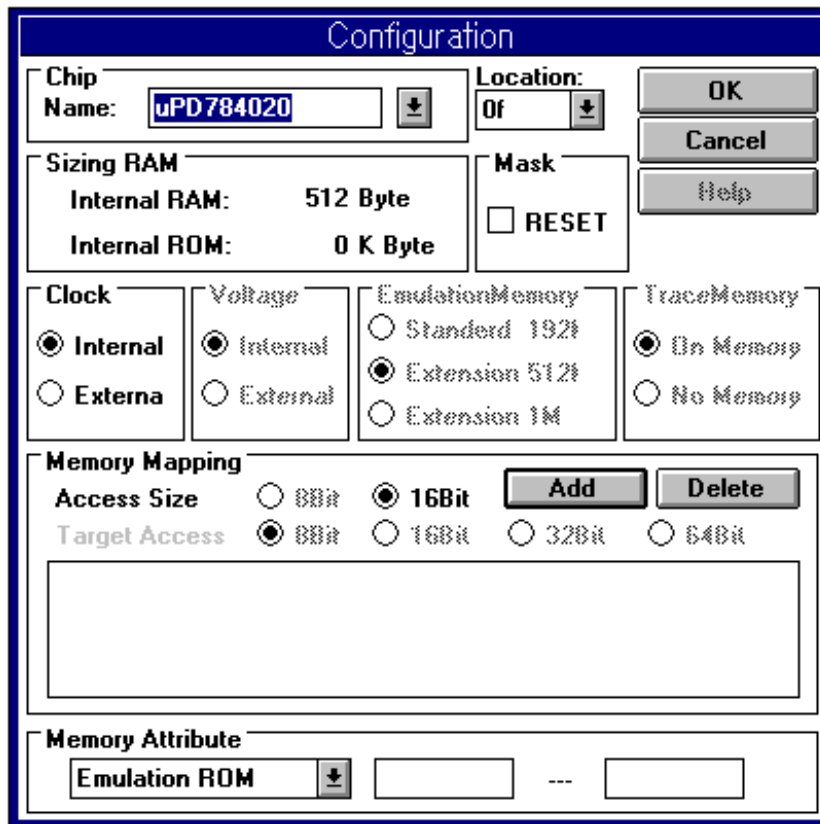 Configuration
Chip
Name: uPD784020
Location:
0f
OK
Cancel
Help
Sizing RAM
Internal RAM: 512 Byte
Internal ROM: 0 K Byte
Mask
RESET
Clock
Internal
Externa
Voltage
Internal
External
EmulationMemory
Standerd 192k
Extension 512k
Extension 1M
TraceMemory
On Memory
No Memory
Memory Mapping
Access Size 8Bit 16Bit Add Delete
Target Access 8Bit 16Bit 32Bit 64Bit
Memory Attribute
Emulation ROM ---